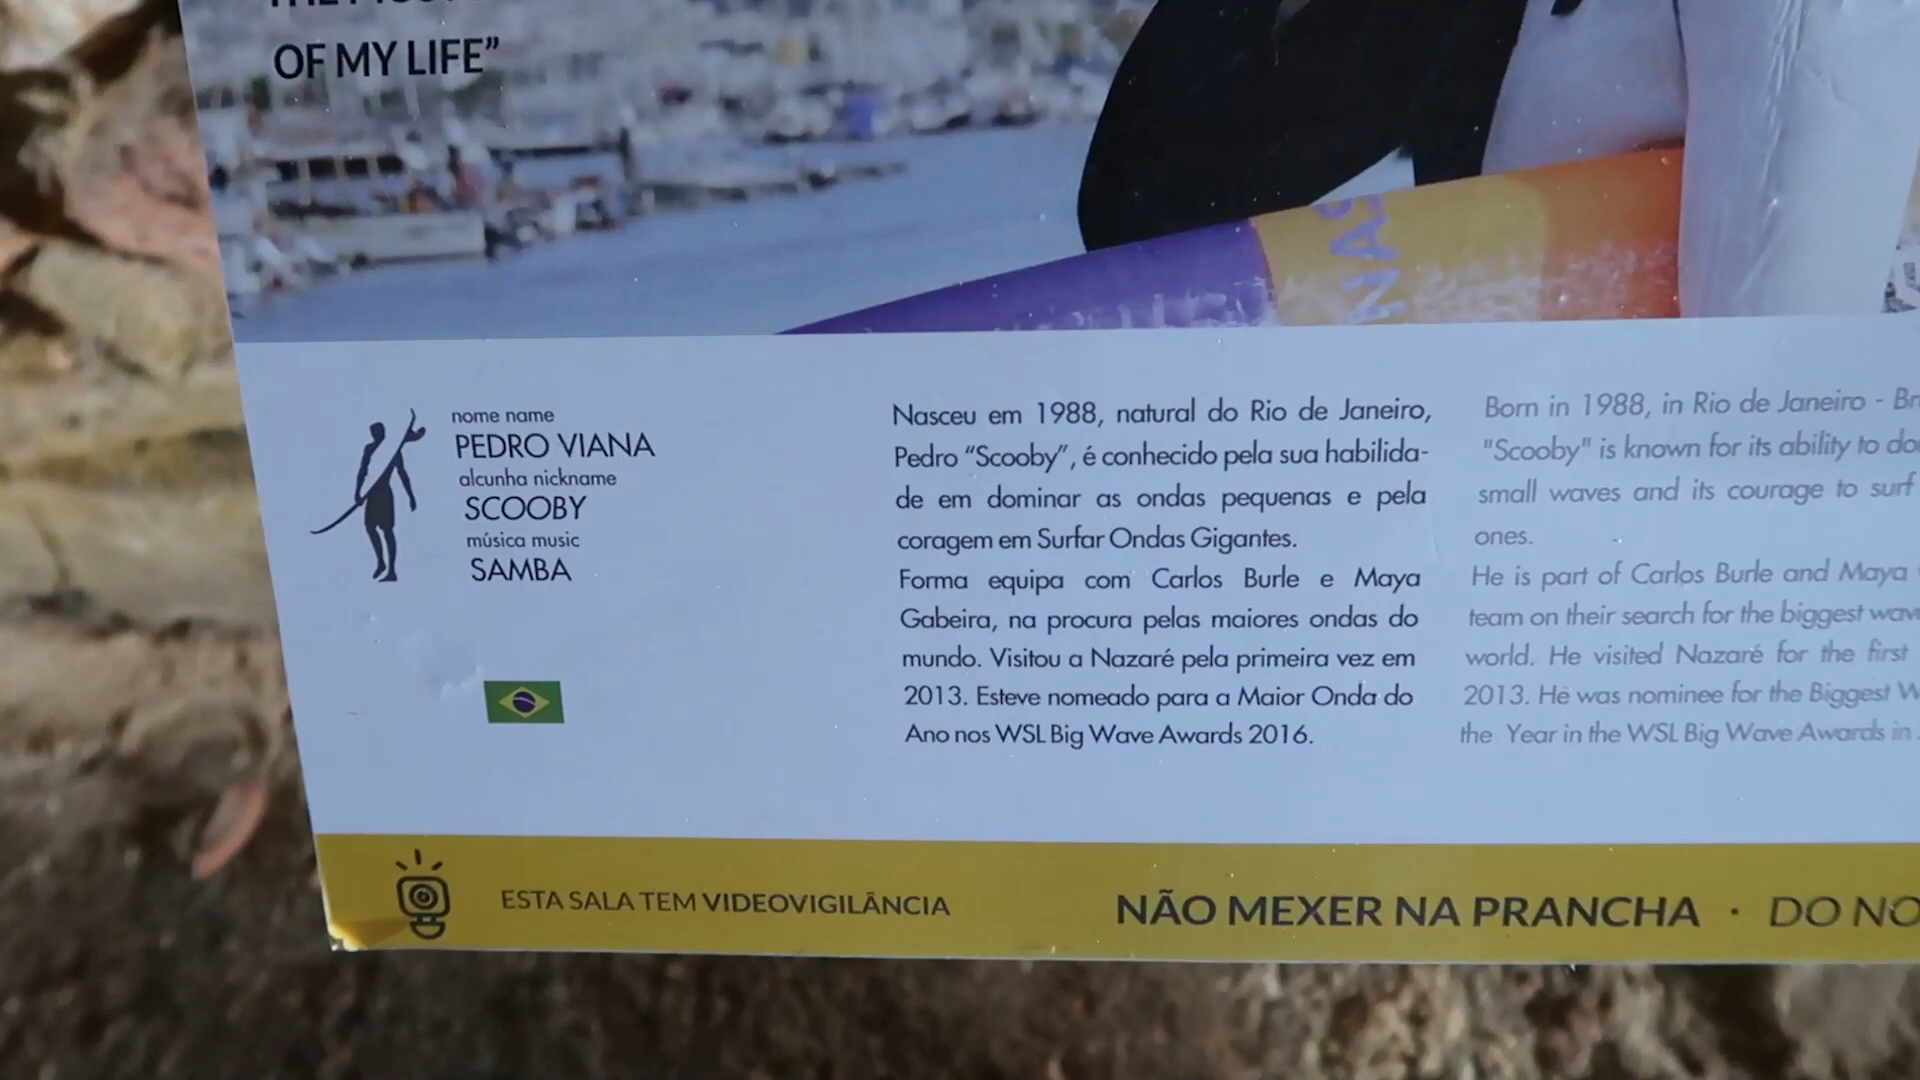 OF MY LIFE”
NAS
nome name
PEDRO VIANA
alcunha nickname
SCOOBY
música music
SAMBA
Nasceu em 1988, natural do Rio de Janeiro,
Pedro “Scooby”, é conhecido pela sua habilida-
de em dominar as ondas pequenas e pela
coragem em Surfar Ondas Gigantes.
Forma equipa com Carlos Burle e Maya
Gabeira, na procura pelas maiores ondas do
mundo. Visitou a Nazaré pela primeira vez em
2013. Esteve nomeado para a Maior Onda do
Ano nos WSL Big Wave Awards 2016.
Born in 1988, in Rio de Janeiro -
"Scooby" is known for its ability to
small waves and its courage to surf
ones.
He is part of Carlos Burle and Maya
team on their search for the biggest
world. He visited Nazaré for the first
2013. He was nominee for the Biggest
the Year in the WSL Big Wave Awards in
ESTA SALA TEM VIDEOVIGILÂNCIA
NÃO MEXER NA PRANCHA · DO